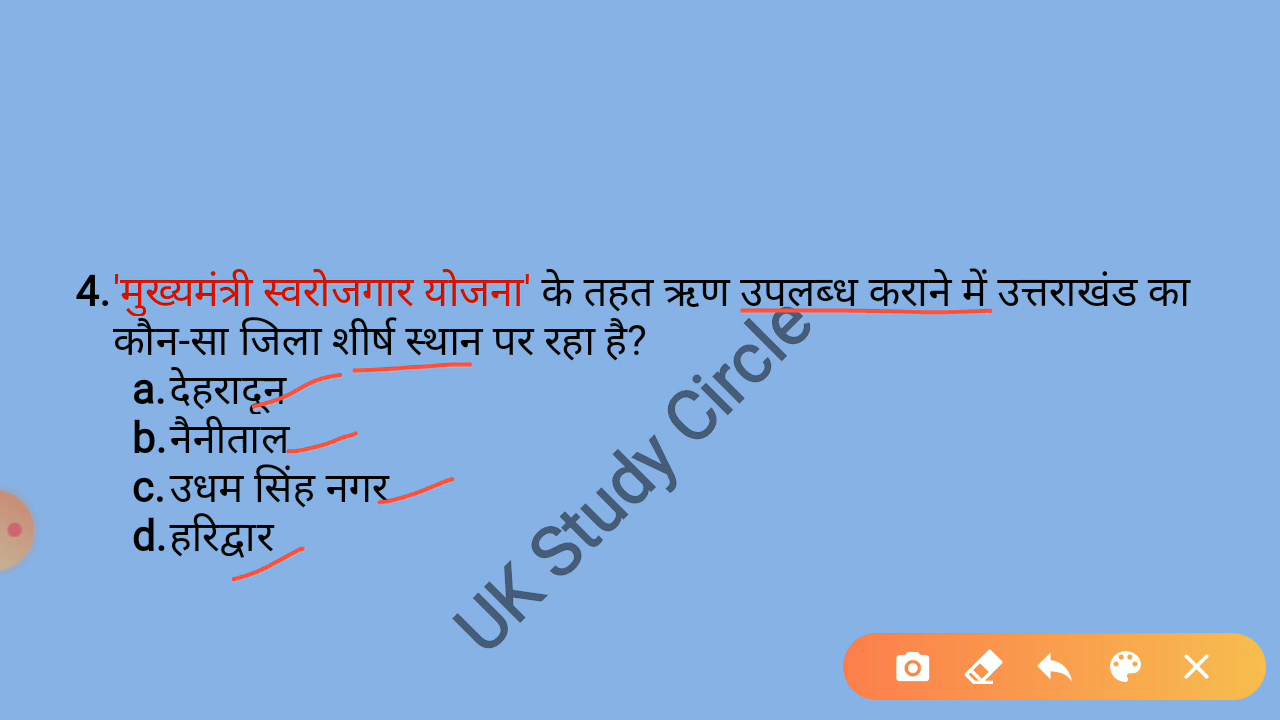 4. 'मुख्यमंत्री स्वरोजगार योजना' के तहत ऋण उपलब्ध कराने में उत्तराखंड का
कौन-सा जिला शीर्ष स्थान पर रहा है?
a. देहरादून
b. नैनीताल
c. उधम सिंह नगर
d. हरिद्वार
UK Study Circle